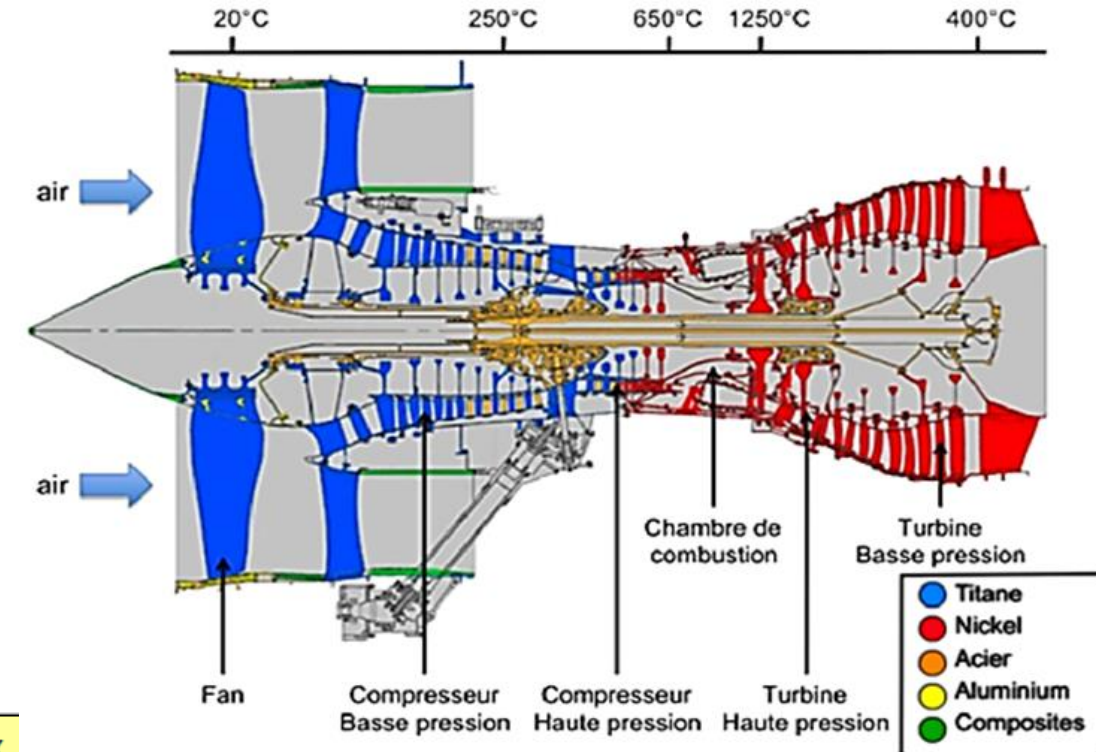 20°C 250°C 650°C 1250°C 400°C
air
air
Chambre de
combustion
Turbine
Basse pression
Fan
Compresseur
Basse pression
Compresseur
Haute pression
Turbine
Haute pression
Titane
Nickel
Acier
Aluminium
Composites